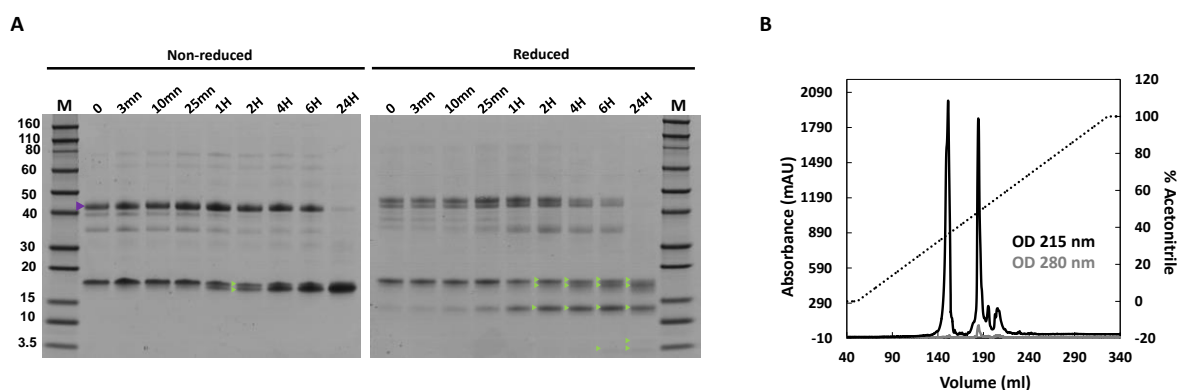 A
B
Non-reduced
Reduced
M 0 3mn 10mn 25mn 1H 2H 4H 6H 24H
0 3mn 10mn 25mn 1H 2H 4H 6H 24H M
160
110
80
60
50
40
30
20
15
10
3.5
Absorbance (mAU)
2090
1790
1490
1190
890
590
290
-10
OD 215 nm
OD 280 nm
120
100
80
60
40
20
0
-20
% Acetonitrile
40 90 140 190 240 290 340
Volume (ml)